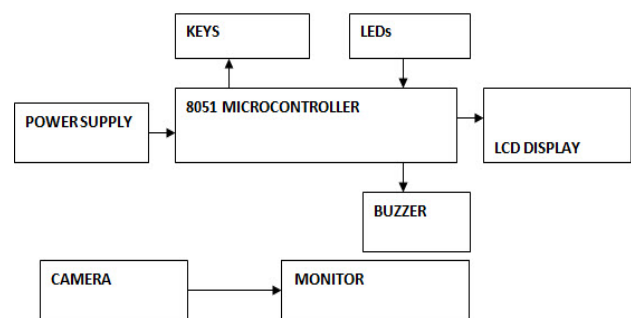 KEYS
LEDs
8051 MICROCONTROLLER
POWER SUPPLY
LCD DISPLAY
BUZZER
CAMERA
MONITOR